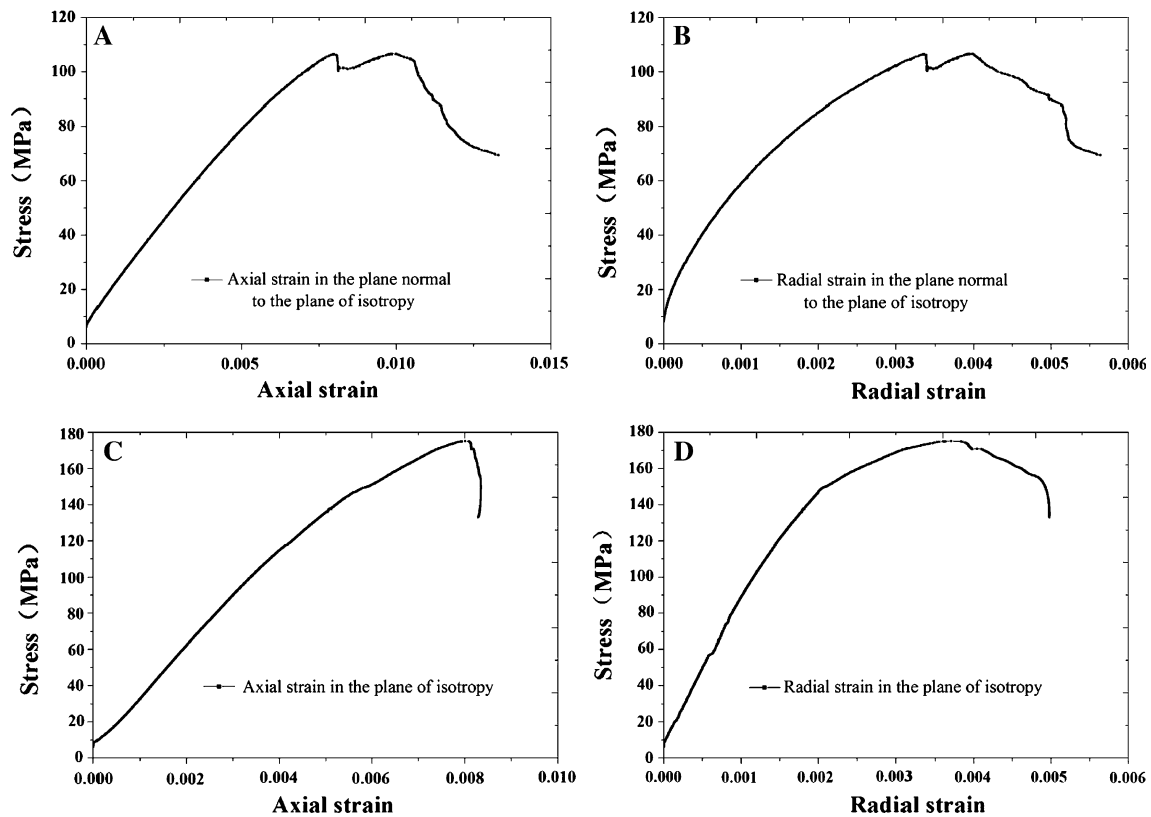 A
120
100
80
60
40
20
0
Stress（MPa）
Axial strain in the plane normal
to the plane of isotropy
0.000 0.005 0.010 0.015
Axial strain
B
120
100
80
60
40
20
0
Stress（MPa）
Radial strain in the plane normal
to the plane of isotropy
0.000 0.001 0.002 0.003 0.004 0.005 0.006
Radial strain
C
180
160
140
120
100
80
60
40
20
0
Stress（MPa）
Axial strain in the plane of isotropy
0.000 0.002 0.004 0.006 0.008 0.010
Axial strain
D
180
160
140
120
100
80
60
40
20
0
Stress（MPa）
Radial strain in the plane of isotropy
0.000 0.001 0.002 0.003 0.004 0.005 0.006
Radial strain